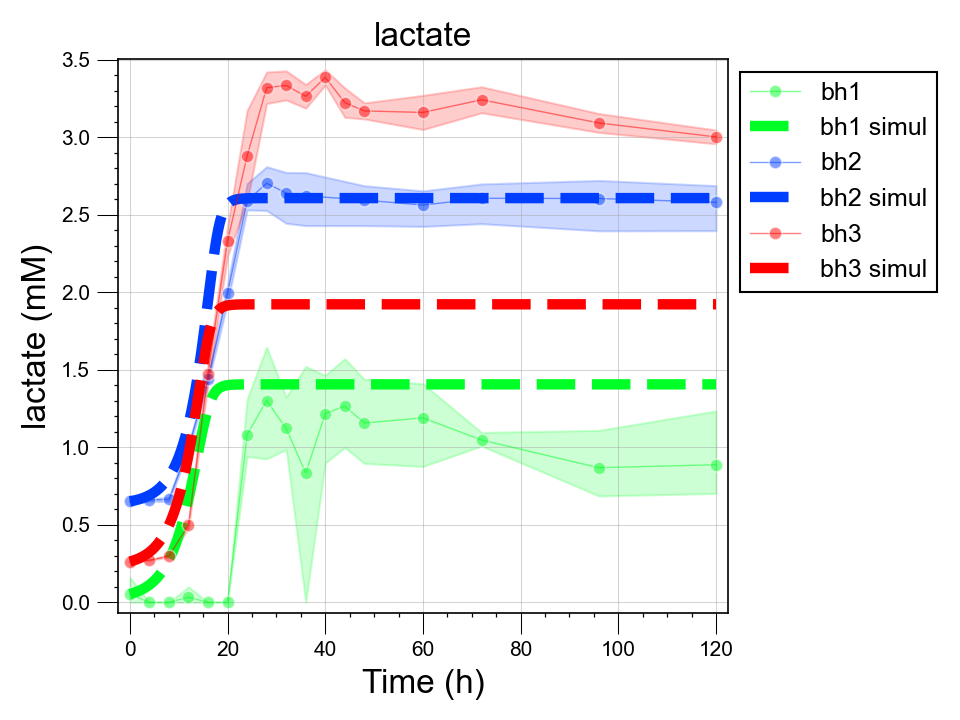 lactate
lactate (mM)
3.5
3.0
2.5
2.0
1.5
1.0
0.5
0.0
0
20
40
60
80
100
120
Time (h)
bh1
bh1 simul
bh2
bh2 simul
bh3
bh3 simul